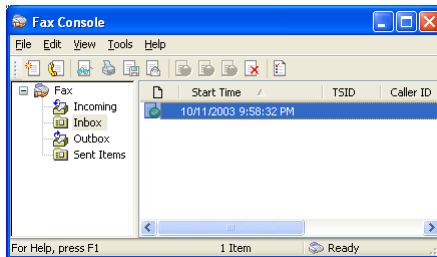 Fax Console
File Edit View Tools Help
Fax
Incoming
Inbox
Outbox
Sent Items
Start Time TSID Caller ID
10/11/2003 9:58:32 PM
For Help, press F1 1 Item Ready